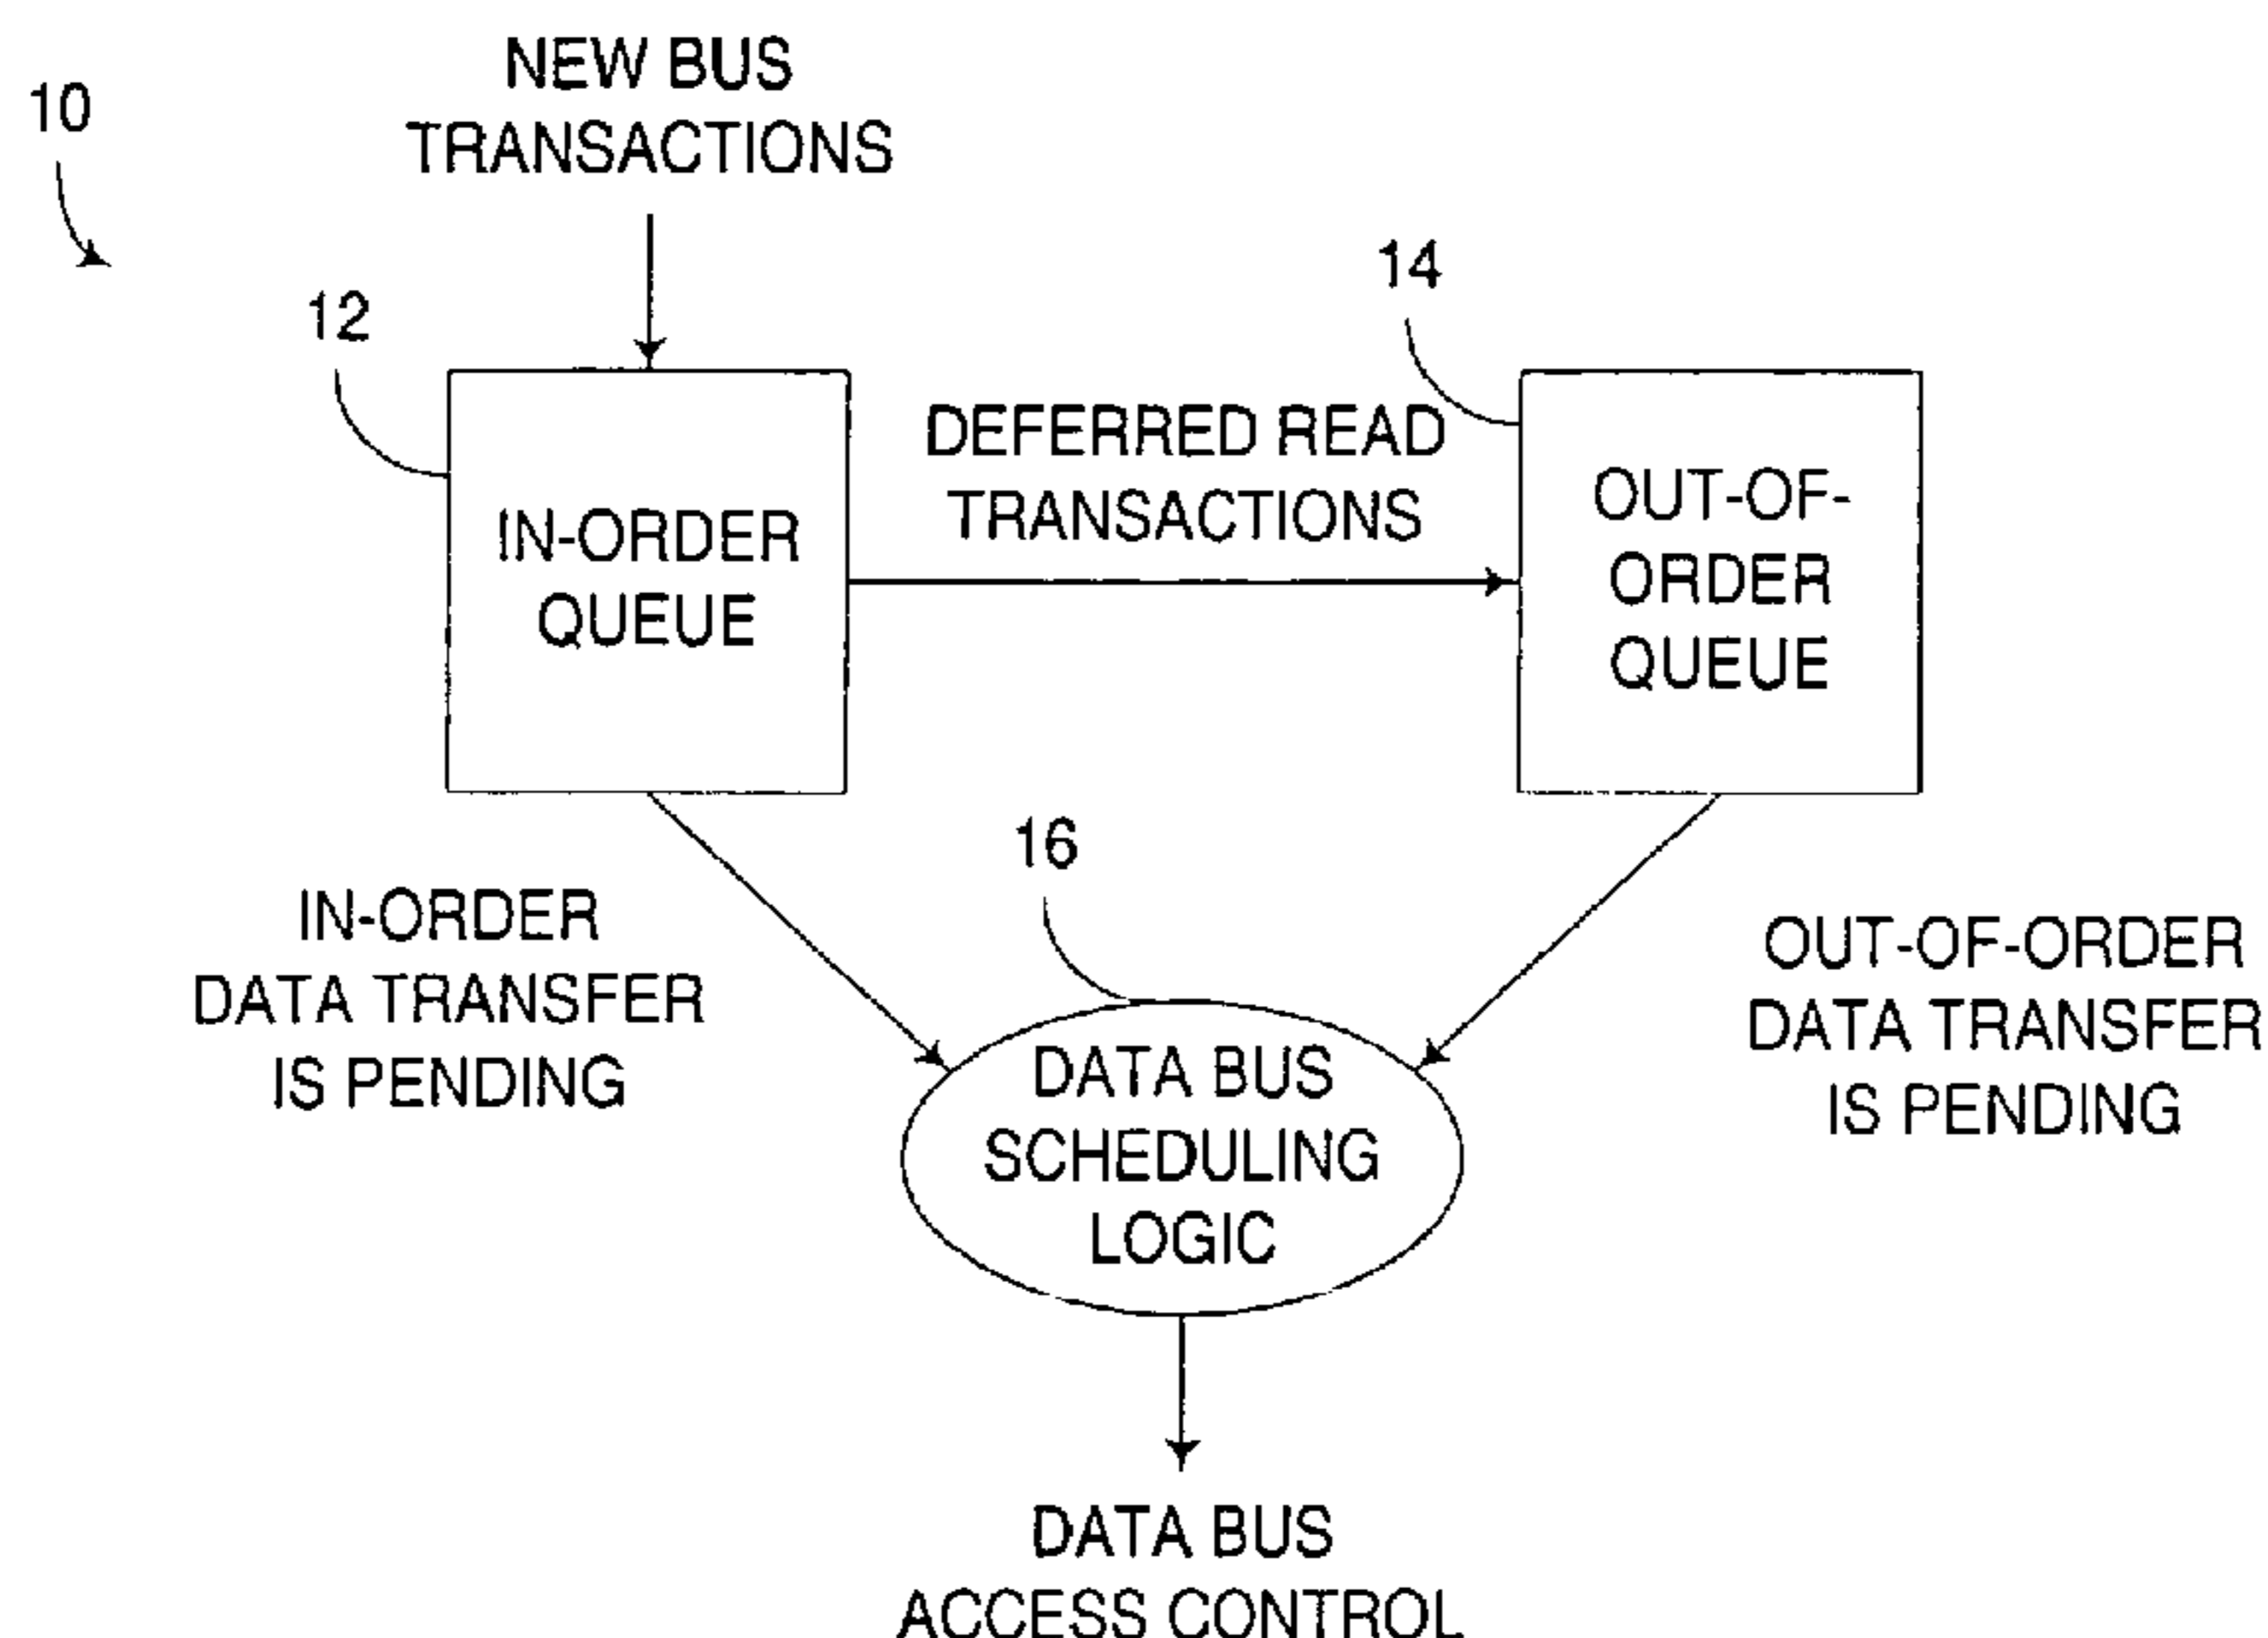 NEW BUS
TRANSACTIONS
10
12
14
IN-ORDER
QUEUE
DEFERRED READ
TRANSACTIONS
OUT-OF-
ORDER
QUEUE
IN-ORDER
DATA TRANSFER
IS PENDING
16
OUT-OF-ORDER
DATA TRANSFER
IS PENDING
DATA BUS
SCHEDULING
LOGIC
DATA BUS
ACCESS CONTROL